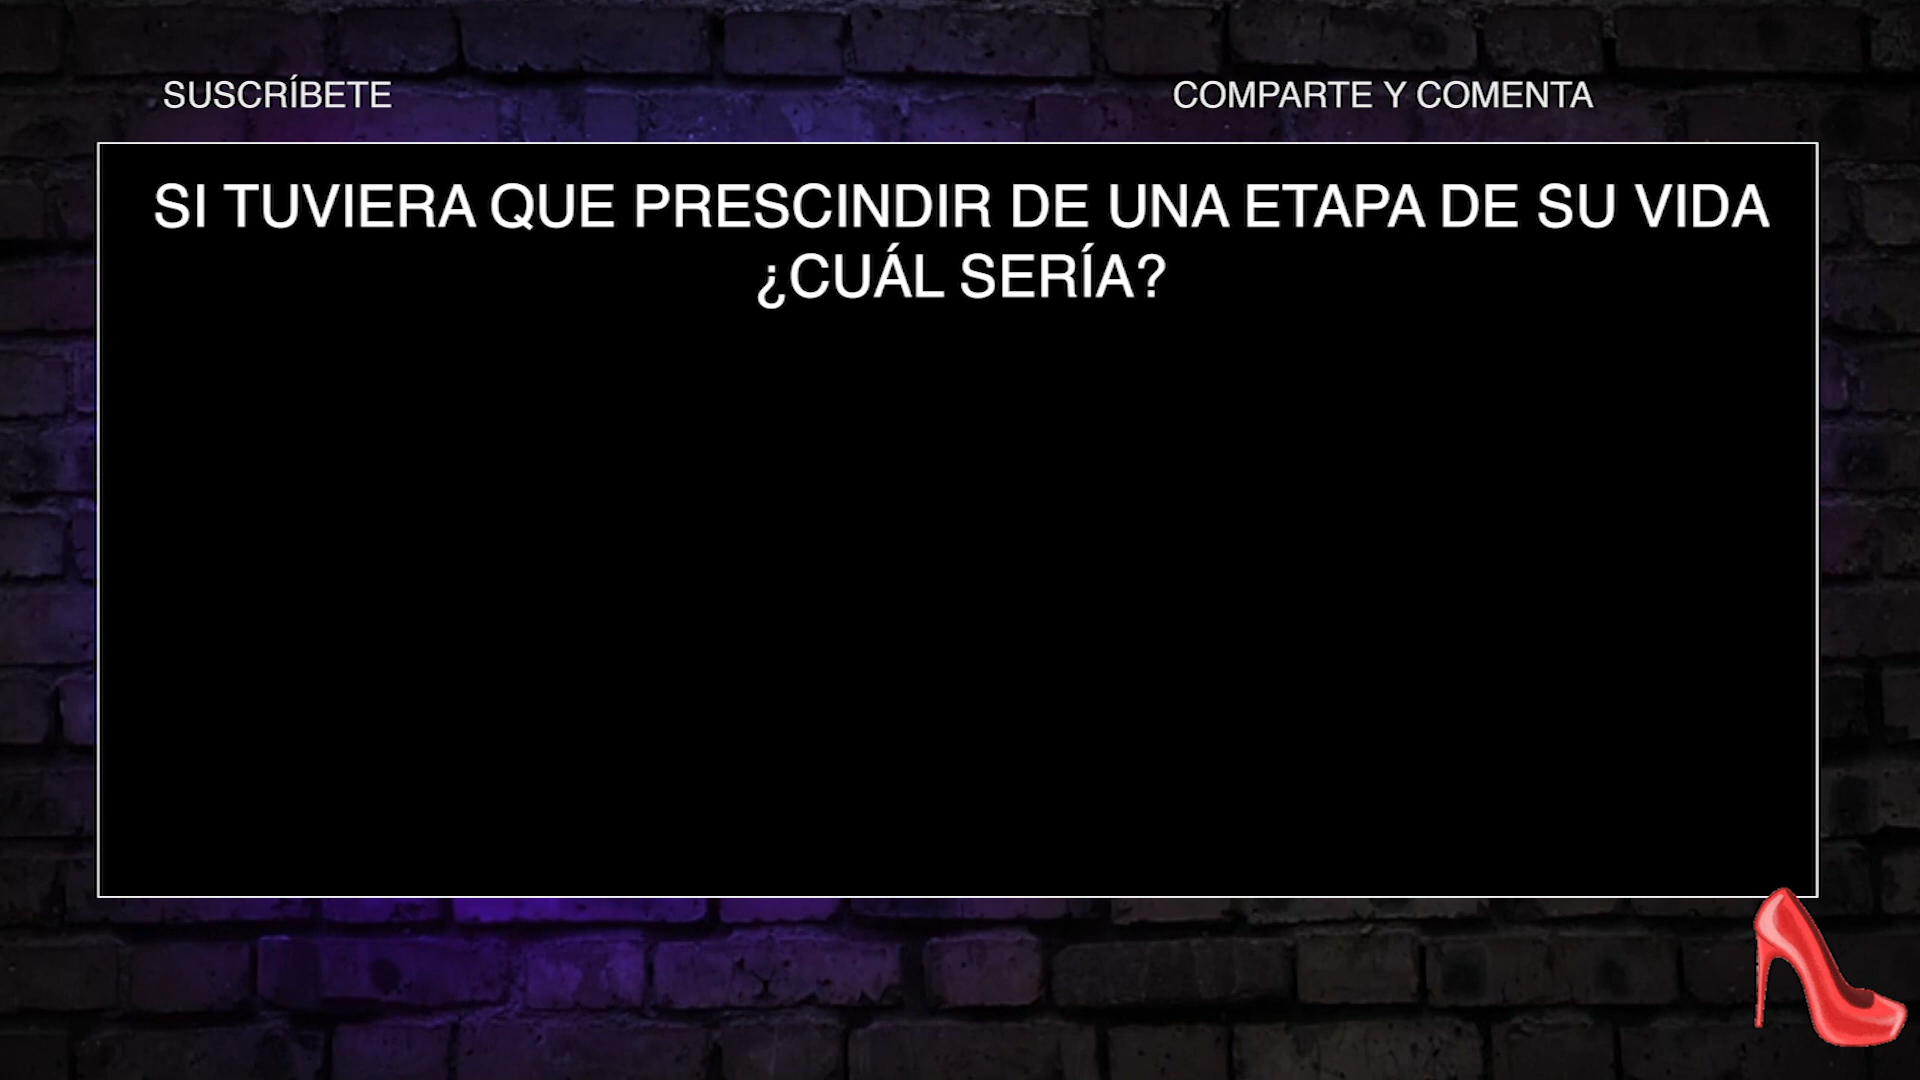 SUSCRÍBETE
COMPARTE Y COMENTA
SI TUVIERA QUE PRESCINDIR DE UNA ETAPA DE SU VIDA
¿CUÁL SERÍA?